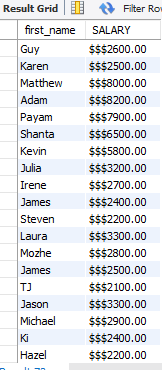 Result Grid Filter Ro
first_name SALARY
Guy $$$2600.00
Karen $$$2500.00
Matthew $$$8000.00
Adam $$$8200.00
Payam $$$7900.00
Shanta $$$6500.00
Kevin $$$5800.00
Julia $$$3200.00
Irene $$$2700.00
James $$$2400.00
Steven $$$2200.00
Laura $$$3300.00
Mozhe $$$2800.00
James $$$2500.00
TJ $$$2100.00
Jason $$$3300.00
Michael $$$2900.00
Ki $$$2400.00
Hazel $$$2200.00